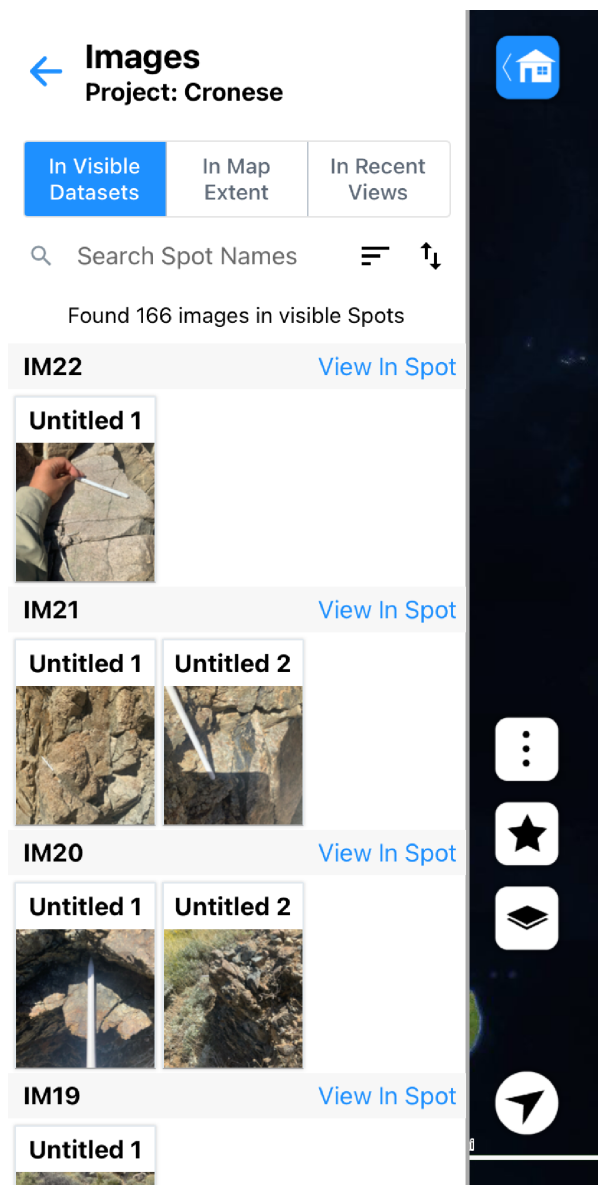 Images
Project: Cronese
In Visible
Datasets
In Map
Extent
In Recent
Views
Search Spot Names
Found 166 images in visible Spots
IM22
View In Spot
Untitled 1
IM21
View In Spot
Untitled 1
Untitled 2
IM20
View In Spot
Untitled 1
Untitled 2
IM19
View In Spot
Untitled 1